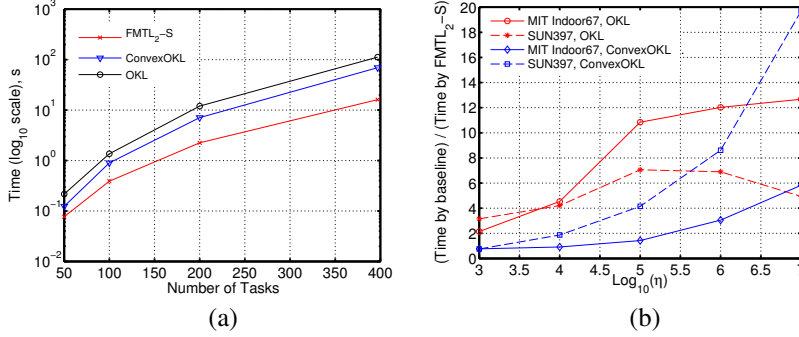 10^3
10^2
10^1
10^0
10^-1
10^-2
Time (log10 scale), s
FMTL2−S
ConvexOKL
OKL
50 100 150 200 250 300 350 400
Number of Tasks
(a)
20
18
16
14
12
10
8
6
4
2
0
(Time by baseline) / (Time by FMTL2−S)
MIT Indoor67, OKL
SUN397, OKL
MIT Indoor67, ConvexOKL
SUN397, ConvexOKL
3 3.5 4 4.5 5 5.5 6 6.5 7
Log10(η)
(b)